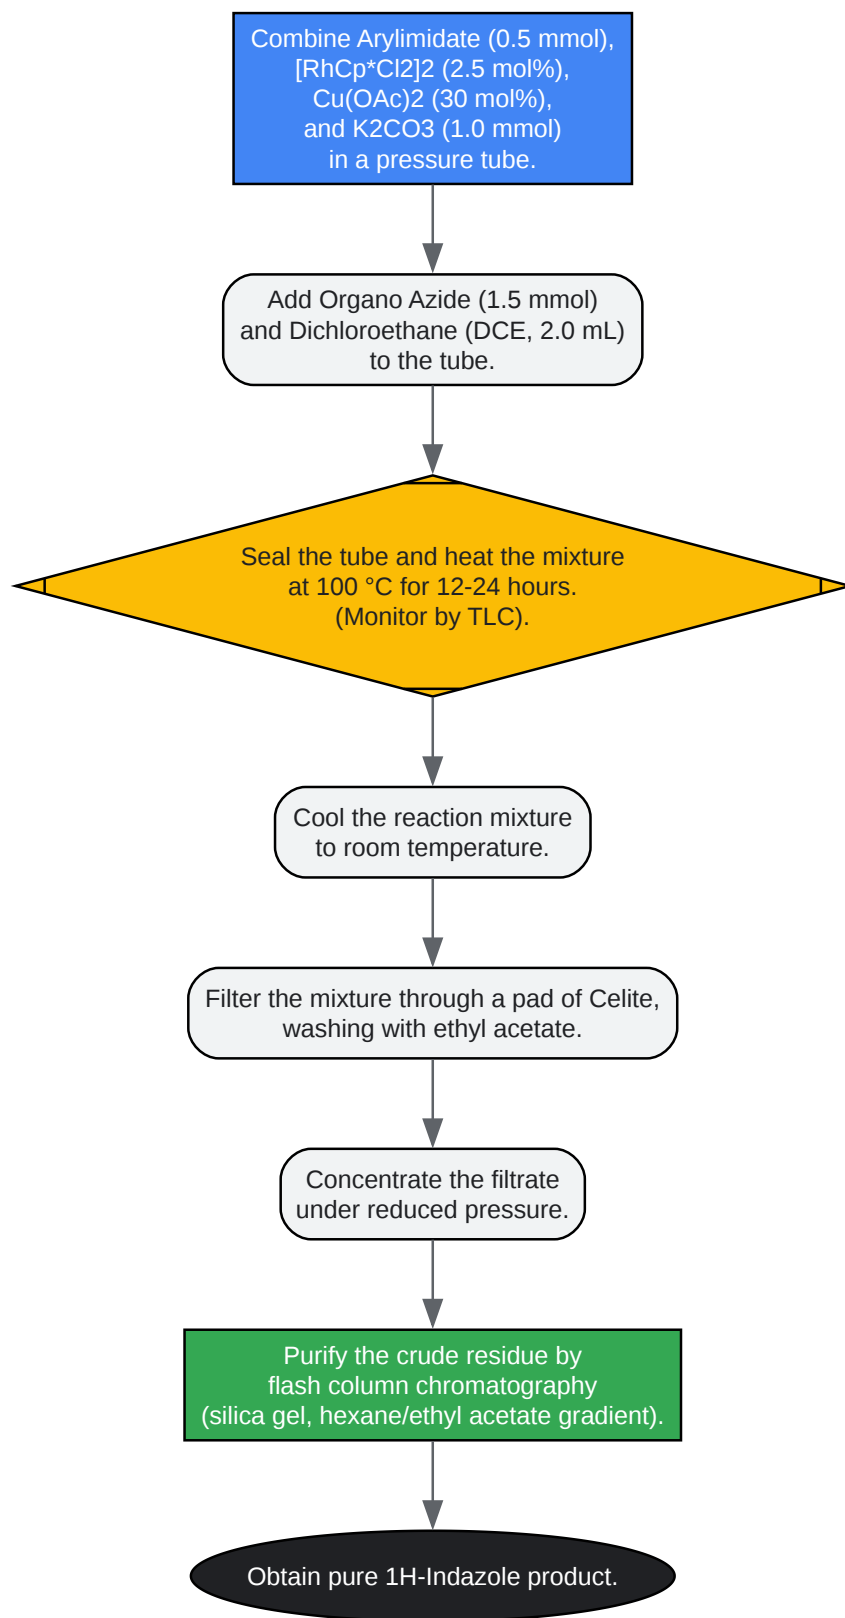 Combine Arylimidate (0.5 mmol),
[RhCp*Cl2]2 (2.5 mol%),
Cu(OAc)2 (30 mol%),
and K2CO3 (1.0 mmol)
in a pressure tube.
Add Organo Azide (1.5 mmol)
and Dichloroethane (DCE, 2.0 mL)
to the tube.
Seal the tube and heat the mixture
at 100 °C for 12-24 hours.
(Monitor by TLC).
Cool the reaction mixture
to room temperature.
Filter the mixture through a pad of Celite,
washing with ethyl acetate.
Concentrate the filtrate
under reduced pressure.
Purify the crude residue by
flash column chromatography
(silica gel, hexane/ethyl acetate gradient).
Obtain pure 1H-Indazole product.